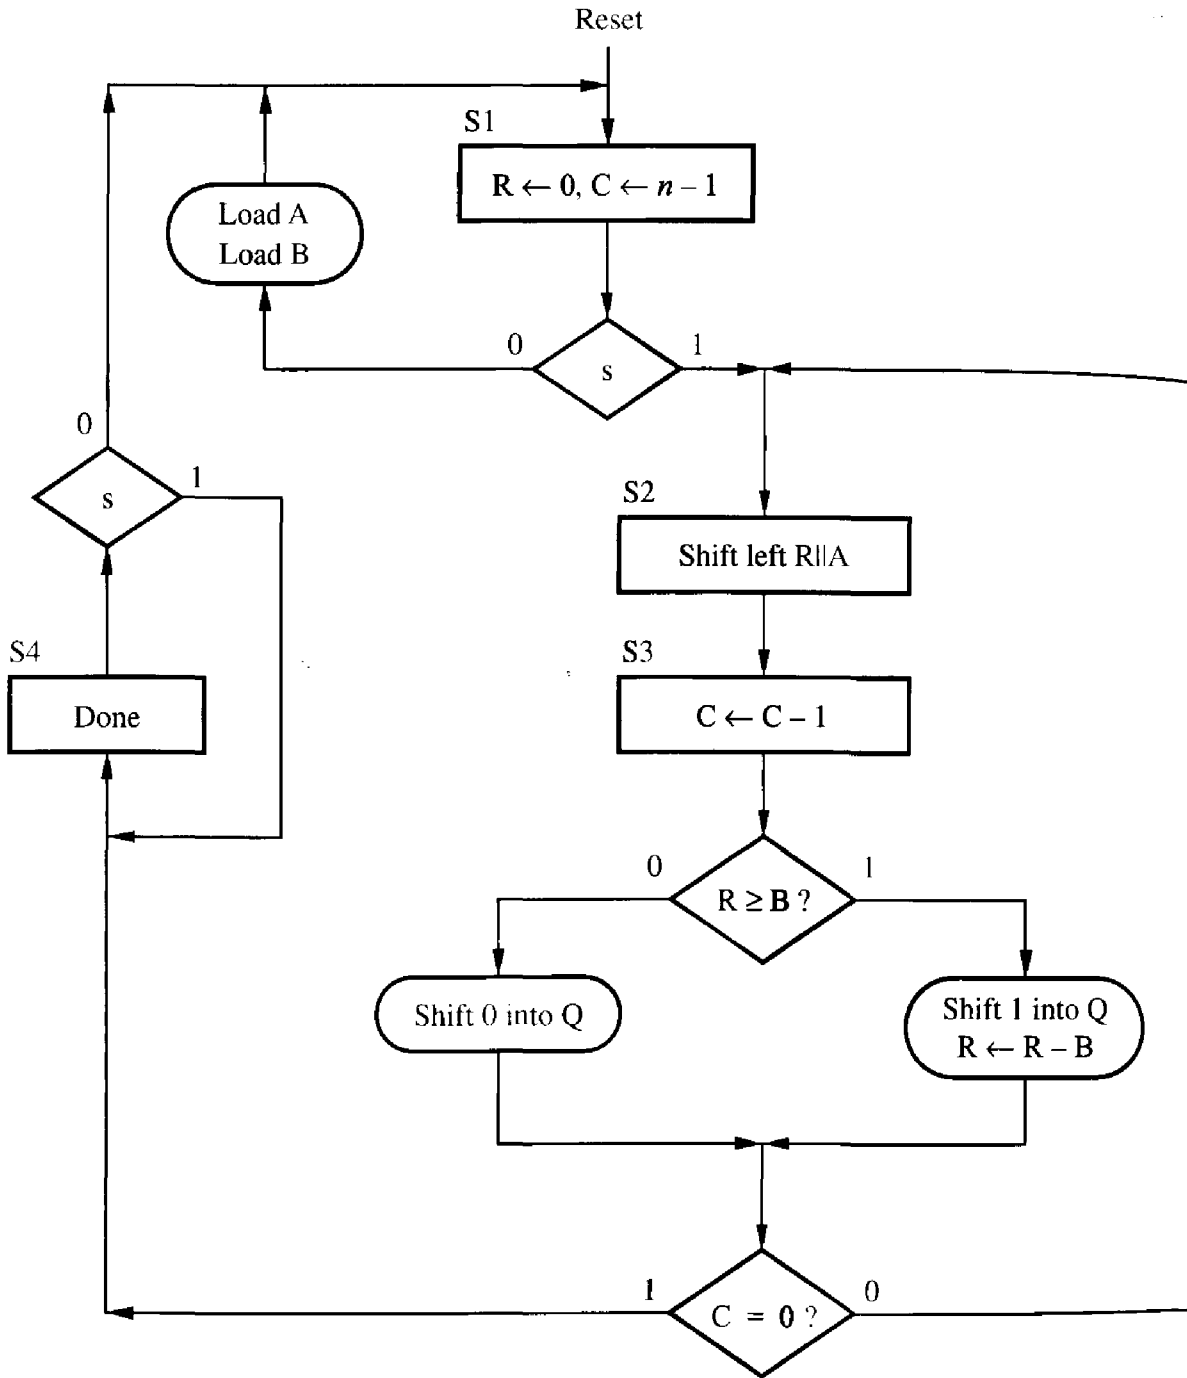 Reset
S1
R ← 0, C ← n – 1
Load A
Load B
0
s
1
0
s
1
S2
Shift left R||A
S3
C ← C – 1
S4
Done
0
R ≥ B ?
1
Shift 0 into Q
Shift 1 into Q
R ← R – B
1
C = 0 ?
0